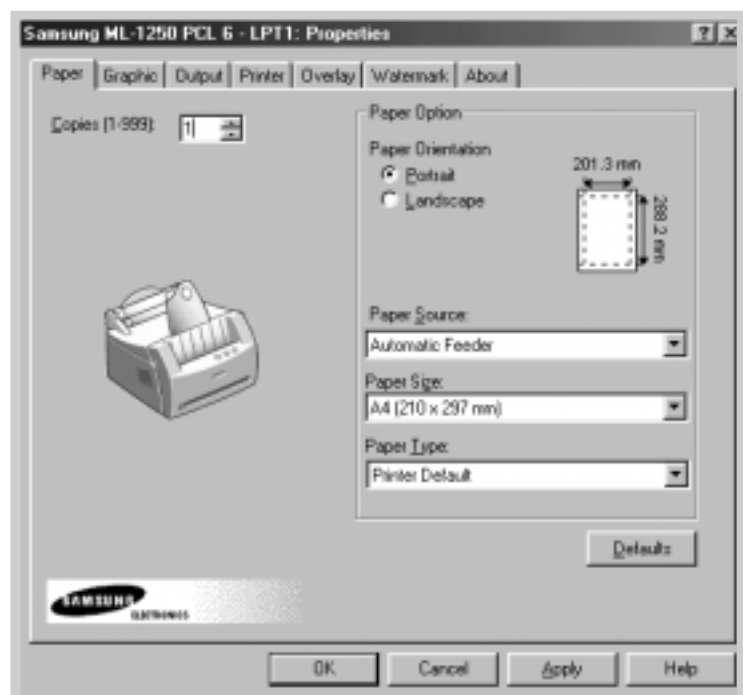 Samsung ML-1250 PCL 6 - LPT1: Properties
Paper Graphic Output Printer Overlay Watermark About
Copies (1-999): 1
Paper Option
Paper Orientation
Portrait
Landscape
201.3 mm
288.2 mm
Paper Source:
Automatic Feeder
Paper Size:
A4 (210 x 297 mm)
Paper Type:
Printer Default
Defaults
SAMSUNG
ELECTRONICS
OK Cancel Apply Help